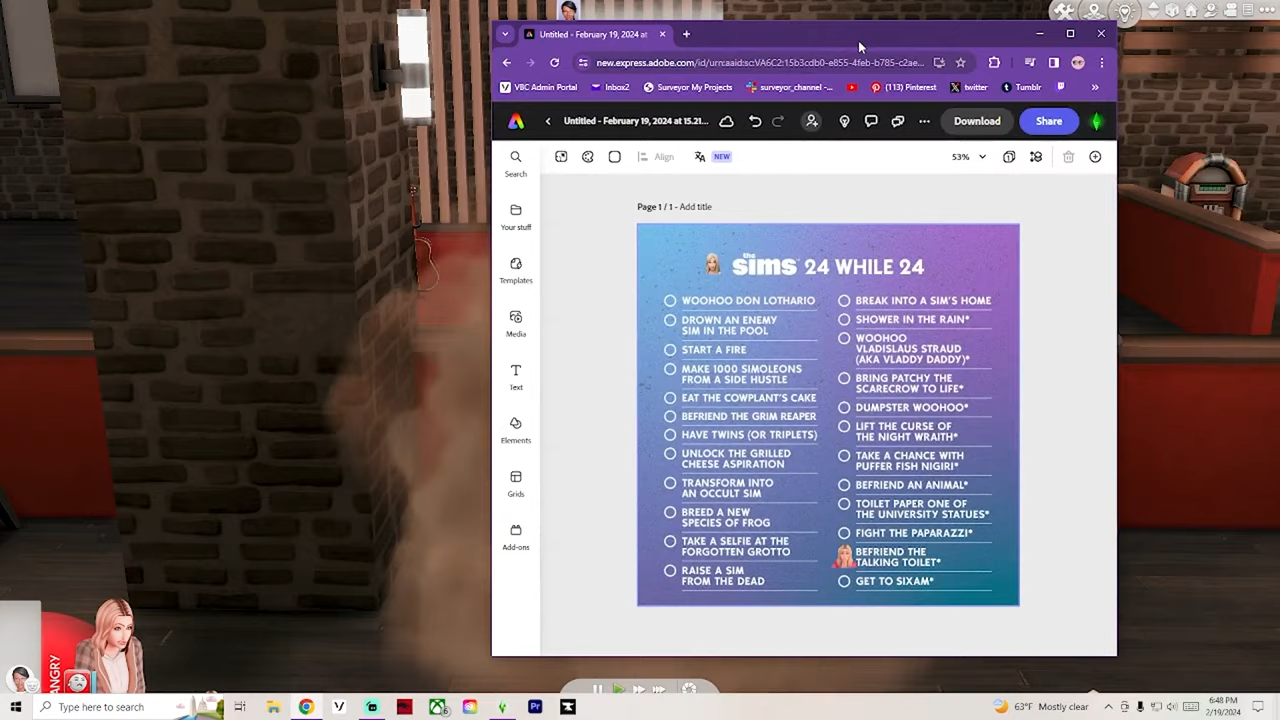 Untitled - February 19, 2024 at
new.express.adobe.com/id/urn:aaid:sc:VA6C2:15b3cdb0-e855-4feb-b785-c2ae...
VBC Admin Portal
Inbox2
Surveyor My Projects
surveyor_channel -...
(113) Pinterest
twitter
Tumblr
»
Untitled - February 19, 2024 at 15.21...
Download
Share
Search
Your stuff
Templates
Media
Text
Elements
Grids
Add-ons
Align
NEW
53%
Page 1 / 1 - Add title
the sims 24 WHILE 24
WOOHOO DON LOTHARIO
DROWN AN ENEMY
SIM IN THE POOL
START A FIRE
MAKE 1000 SIMOLEONS
FROM A SIDE HUSTLE
EAT THE COWPLANT'S CAKE
BEFRIEND THE GRIM REAPER
HAVE TWINS (OR TRIPLETS)
UNLOCK THE GRILLED
CHEESE ASPIRATION
TRANSFORM INTO
AN OCCULT SIM
BREED A NEW
SPECIES OF FROG
TAKE A SELFIE AT THE
FORGOTTEN GROTTO
RAISE A SIM
FROM THE DEAD
BREAK INTO A SIM'S HOME
SHOWER IN THE RAIN*
WOOHOO
VLADISLAUS STRAUD
(AKA VLADDY DADDY)*
BRING PATCHY THE
SCARECROW TO LIFE*
DUMPSTER WOOHOO*
LIFT THE CURSE OF
THE NIGHT WRAITH*
TAKE A CHANCE WITH
PUFFER FISH NIGIRI*
BEFRIEND AN ANIMAL*
TOILET PAPER ONE OF
THE UNIVERSITY STATUES*
FIGHT THE PAPARAZZI*
BEFRIEND THE
TALKING TOILET*
GET TO SIXAM*
ANGRY
Type here to search
6
Pr
63°F Mostly clear
6:48 PM
2/19/2024